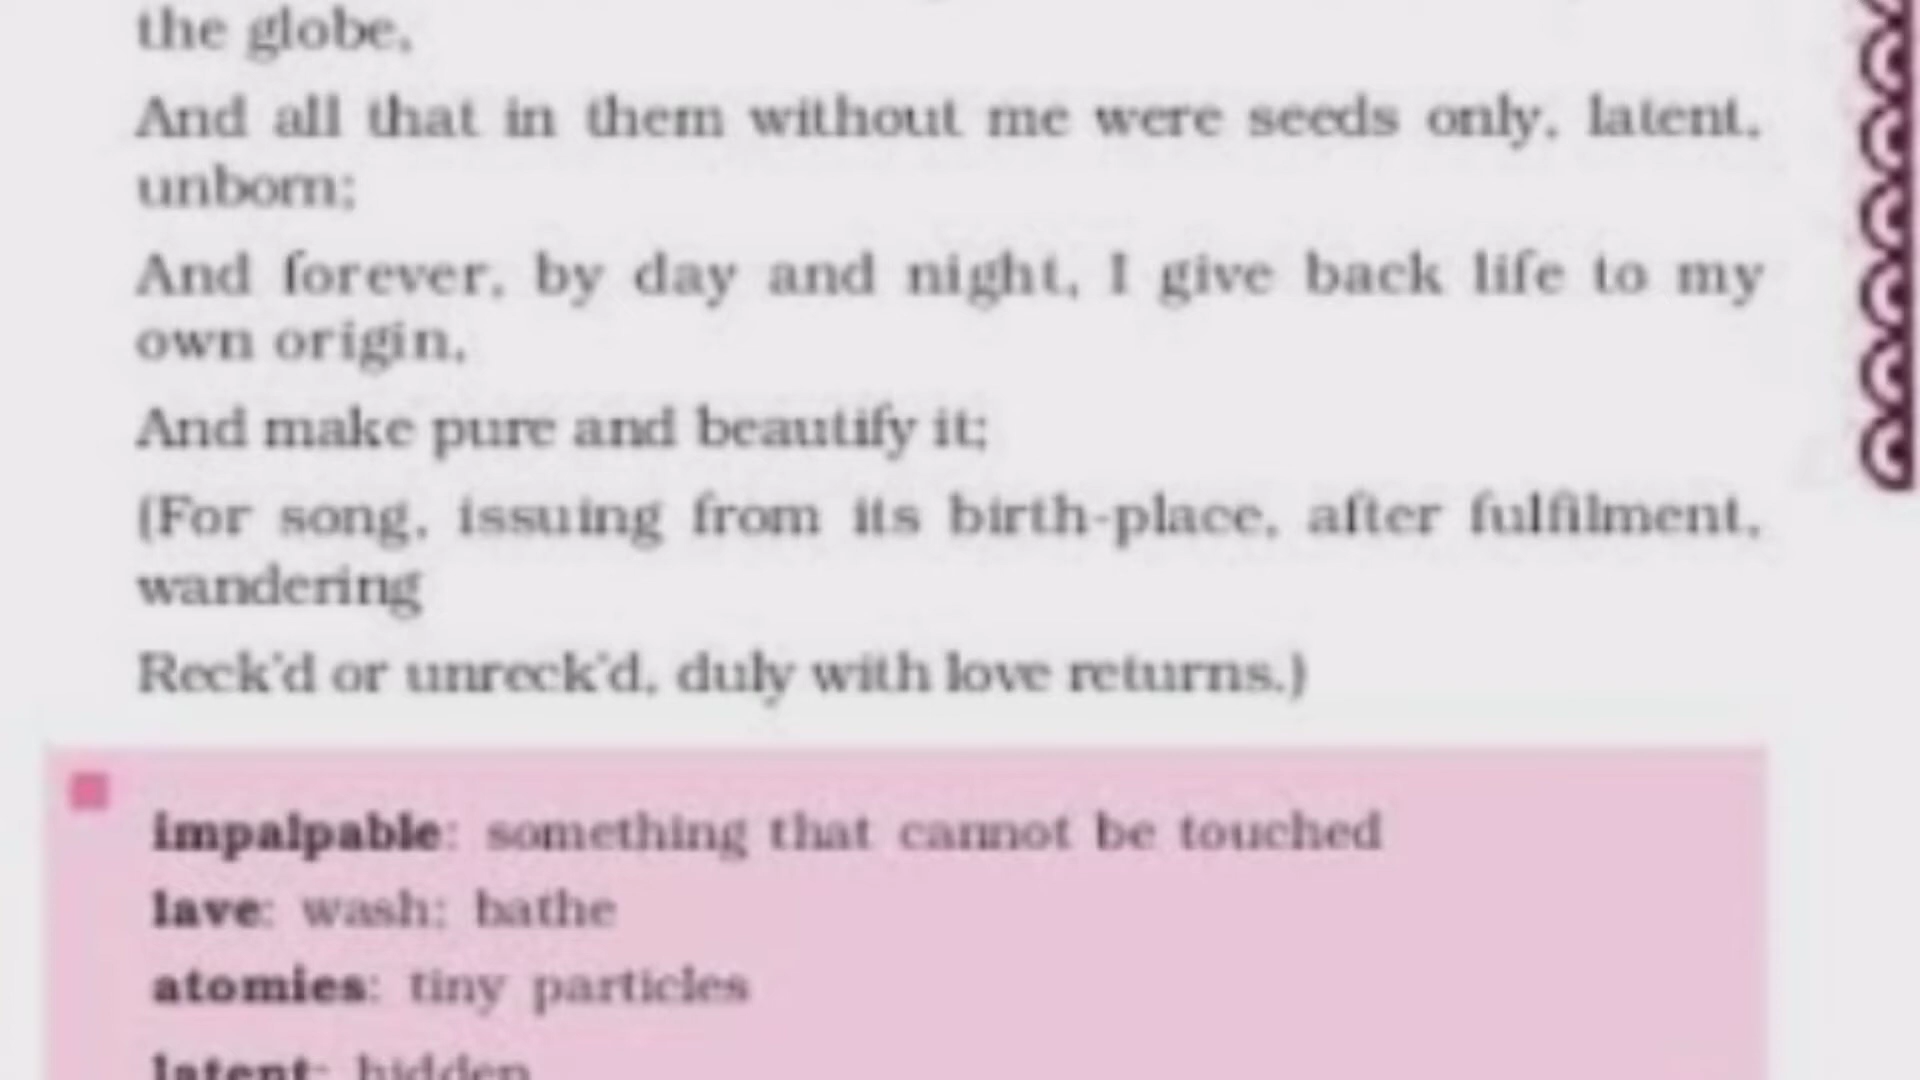 the globe,
And all that in them without me were seeds only, latent,
unborn;
And forever, by day and night, I give back life to my
own origin,
And make pure and beautify it;
(For song, issuing from its birth-place, after fulfilment,
wandering
Reck'd or unreck'd, duly with love returns.)
impalpable: something that cannot be touched
lave: wash; bathe
atomies: tiny particles
latent: hidden